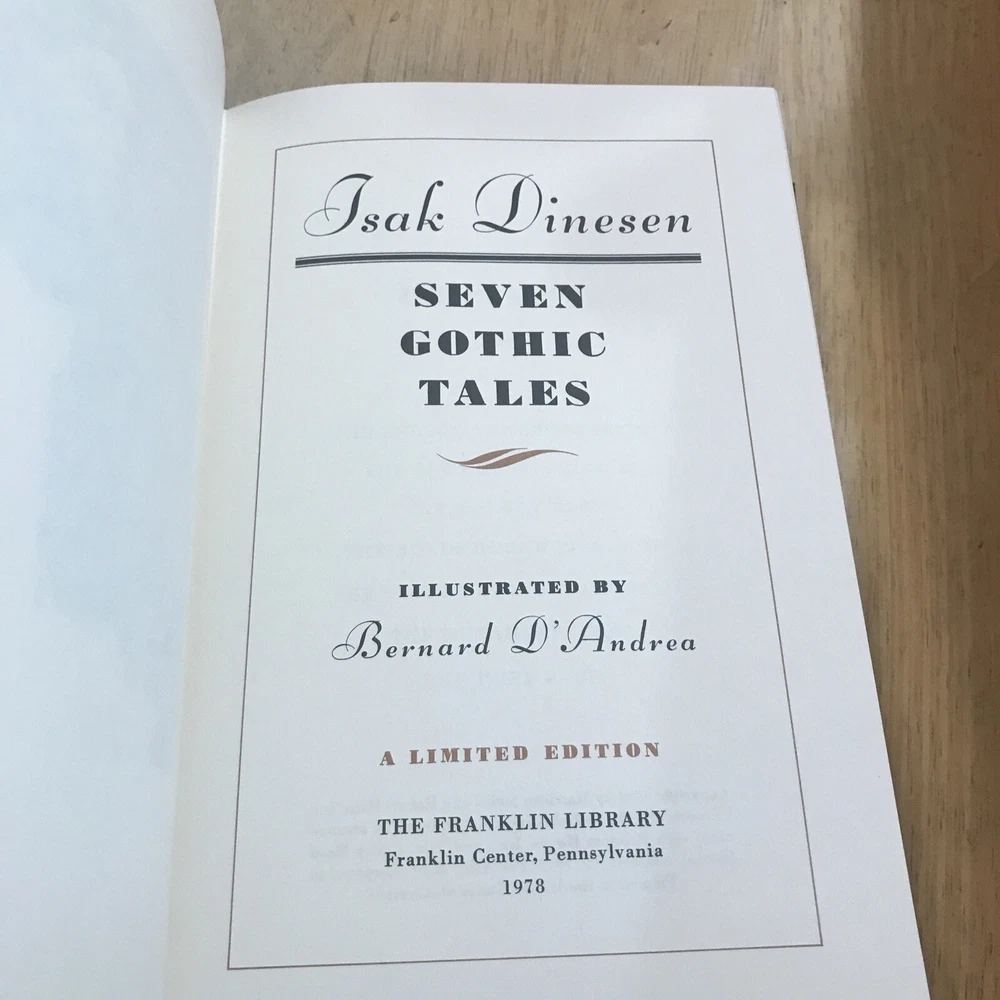 Isak Dinesen
SEVEN
GOTHIC
TALES
ILLUSTRATED BY
Bernard D'Andrea
A LIMITED EDITION
THE FRANKLIN LIBRARY
Franklin Center, Pennsylvania
1978